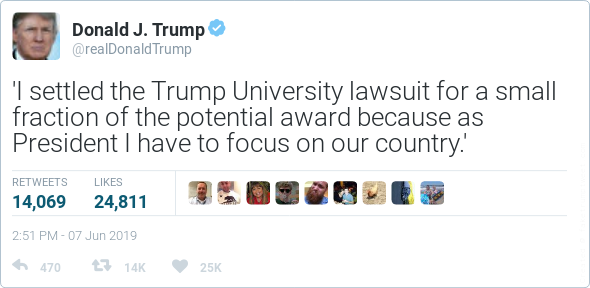 Donald J. Trump
@realDonaldTrump
'I settled the Trump University lawsuit for a small
fraction of the potential award because as
President I have to focus on our country.'
RETWEETS LIKES
14,069 24,811
2:51 PM - 07 Jun 2019
470 14K 25K